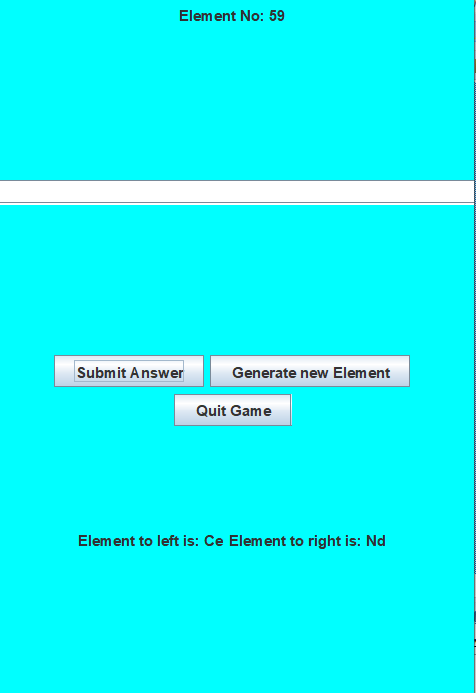 Element No: 59
Submit Answer Generate new Element
Quit Game
Element to left is: Ce Element to right is: Nd